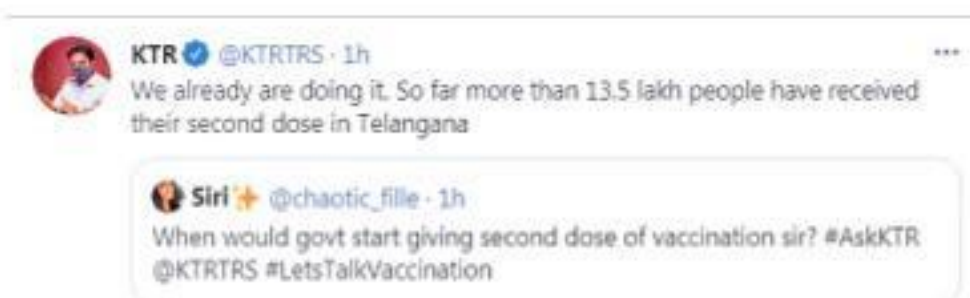 KTR @KTRTRS · 1h
We already are doing it. So far more than 13.5 lakh people have received
their second dose in Telangana
Siri✨ @chaotic_fille · 1h
When would govt start giving second dose of vaccination sir? #AskKTR
@KTRTRS #LetsTalkVaccination